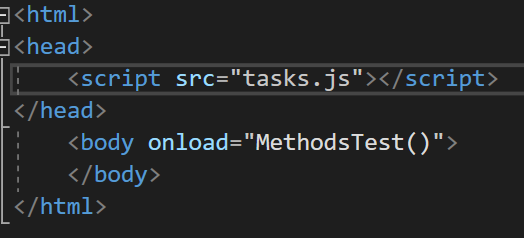 <html>
<head>
<script src="tasks.js"></script>
</head>
<body onload="MethodsTest()">
</body>
</html>